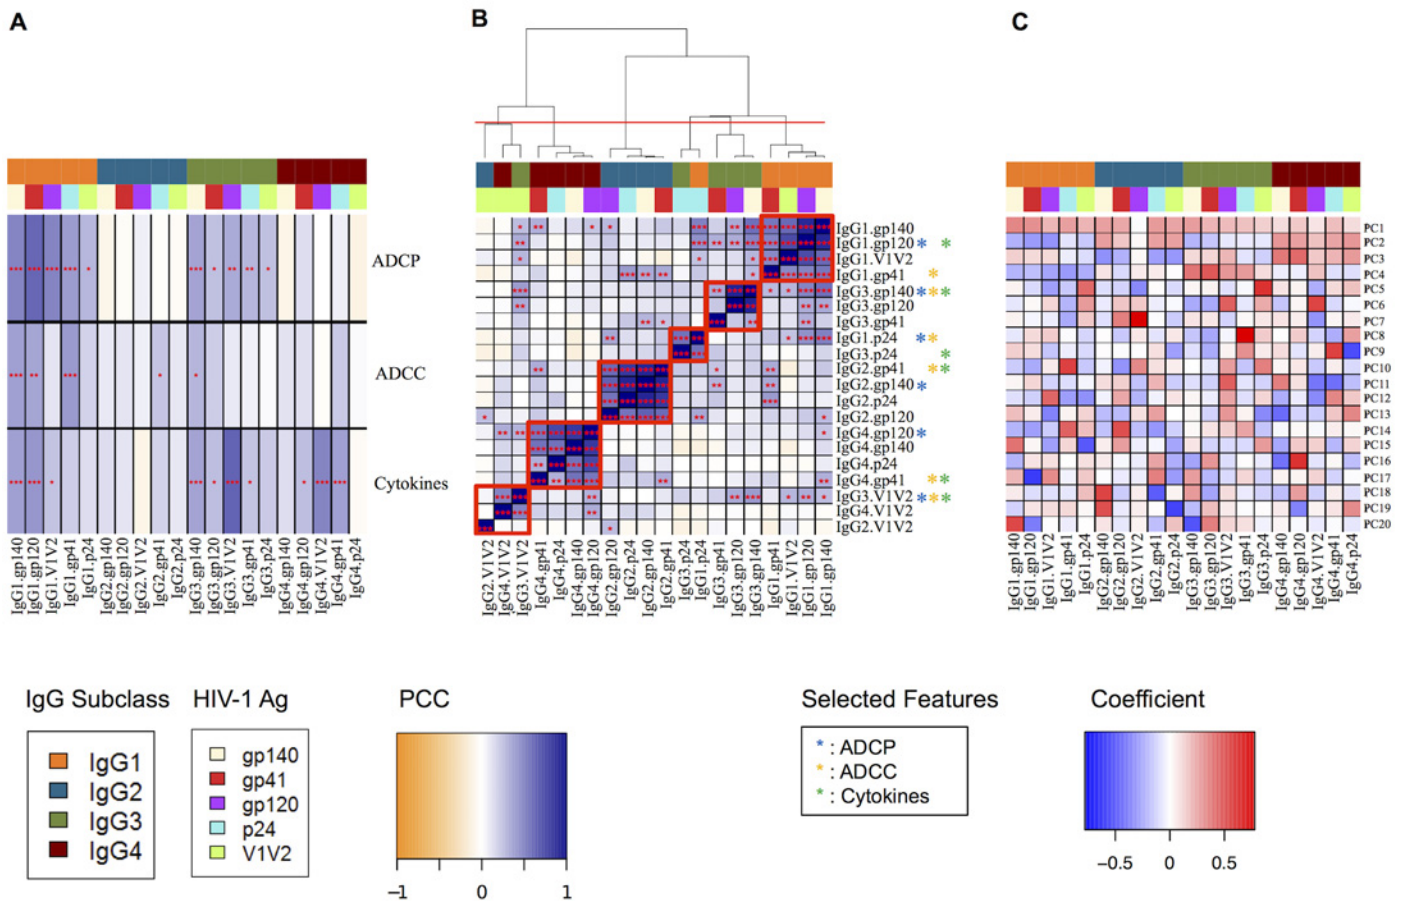 A
B
C
ADCP
ADCC
Cytokines
IgG1.gp140
IgG1.gp120
IgG1.V1V2
IgG1.gp41
IgG1.p24
IgG2.gp140
IgG2.gp120
IgG2.V1V2
IgG2.gp41
IgG2.p24
IgG3.gp140
IgG3.gp120
IgG3.V1V2
IgG3.gp41
IgG3.p24
IgG4.gp140
IgG4.gp120
IgG4.V1V2
IgG4.gp41
IgG4.p24
IgG1.gp140
IgG1.gp120 * *
IgG1.V1V2
IgG1.gp41 *
IgG3.gp140 * * *
IgG3.gp120
IgG3.gp41
IgG1.p24 * *
IgG3.p24 *
IgG2.gp41 * *
IgG2.gp140 *
IgG2.p24
IgG2.gp120
IgG4.gp120 *
IgG4.gp140
IgG4.p24
IgG4.gp41 * *
IgG3.V1V2 * * *
IgG4.V1V2
IgG2.V1V2
IgG2.V1V2
IgG4.V1V2
IgG3.V1V2
IgG4.gp41
IgG4.p24
IgG4.gp140
IgG4.gp120
IgG2.gp120
IgG2.p24
IgG2.gp140
IgG2.gp41
IgG3.p24
IgG1.p24
IgG3.gp41
IgG3.gp120
IgG3.gp140
IgG1.gp41
IgG1.V1V2
IgG1.gp120
IgG1.gp140
PC1
PC2
PC3
PC4
PC5
PC6
PC7
PC8
PC9
PC10
PC11
PC12
PC13
PC14
PC15
PC16
PC17
PC18
PC19
PC20
IgG1.gp140
IgG1.gp120
IgG1.V1V2
IgG1.gp41
IgG1.p24
IgG2.gp140
IgG2.gp120
IgG2.V1V2
IgG2.gp41
IgG2.p24
IgG3.gp140
IgG3.gp120
IgG3.V1V2
IgG3.gp41
IgG3.p24
IgG4.gp140
IgG4.gp120
IgG4.V1V2
IgG4.gp41
IgG4.p24
IgG Subclass
IgG1
IgG2
IgG3
IgG4
HIV-1 Ag
gp140
gp41
gp120
p24
V1V2
PCC
−1 0 1
Selected Features
* : ADCP
* : ADCC
* : Cytokines
Coefficient
−0.5 0 0.5